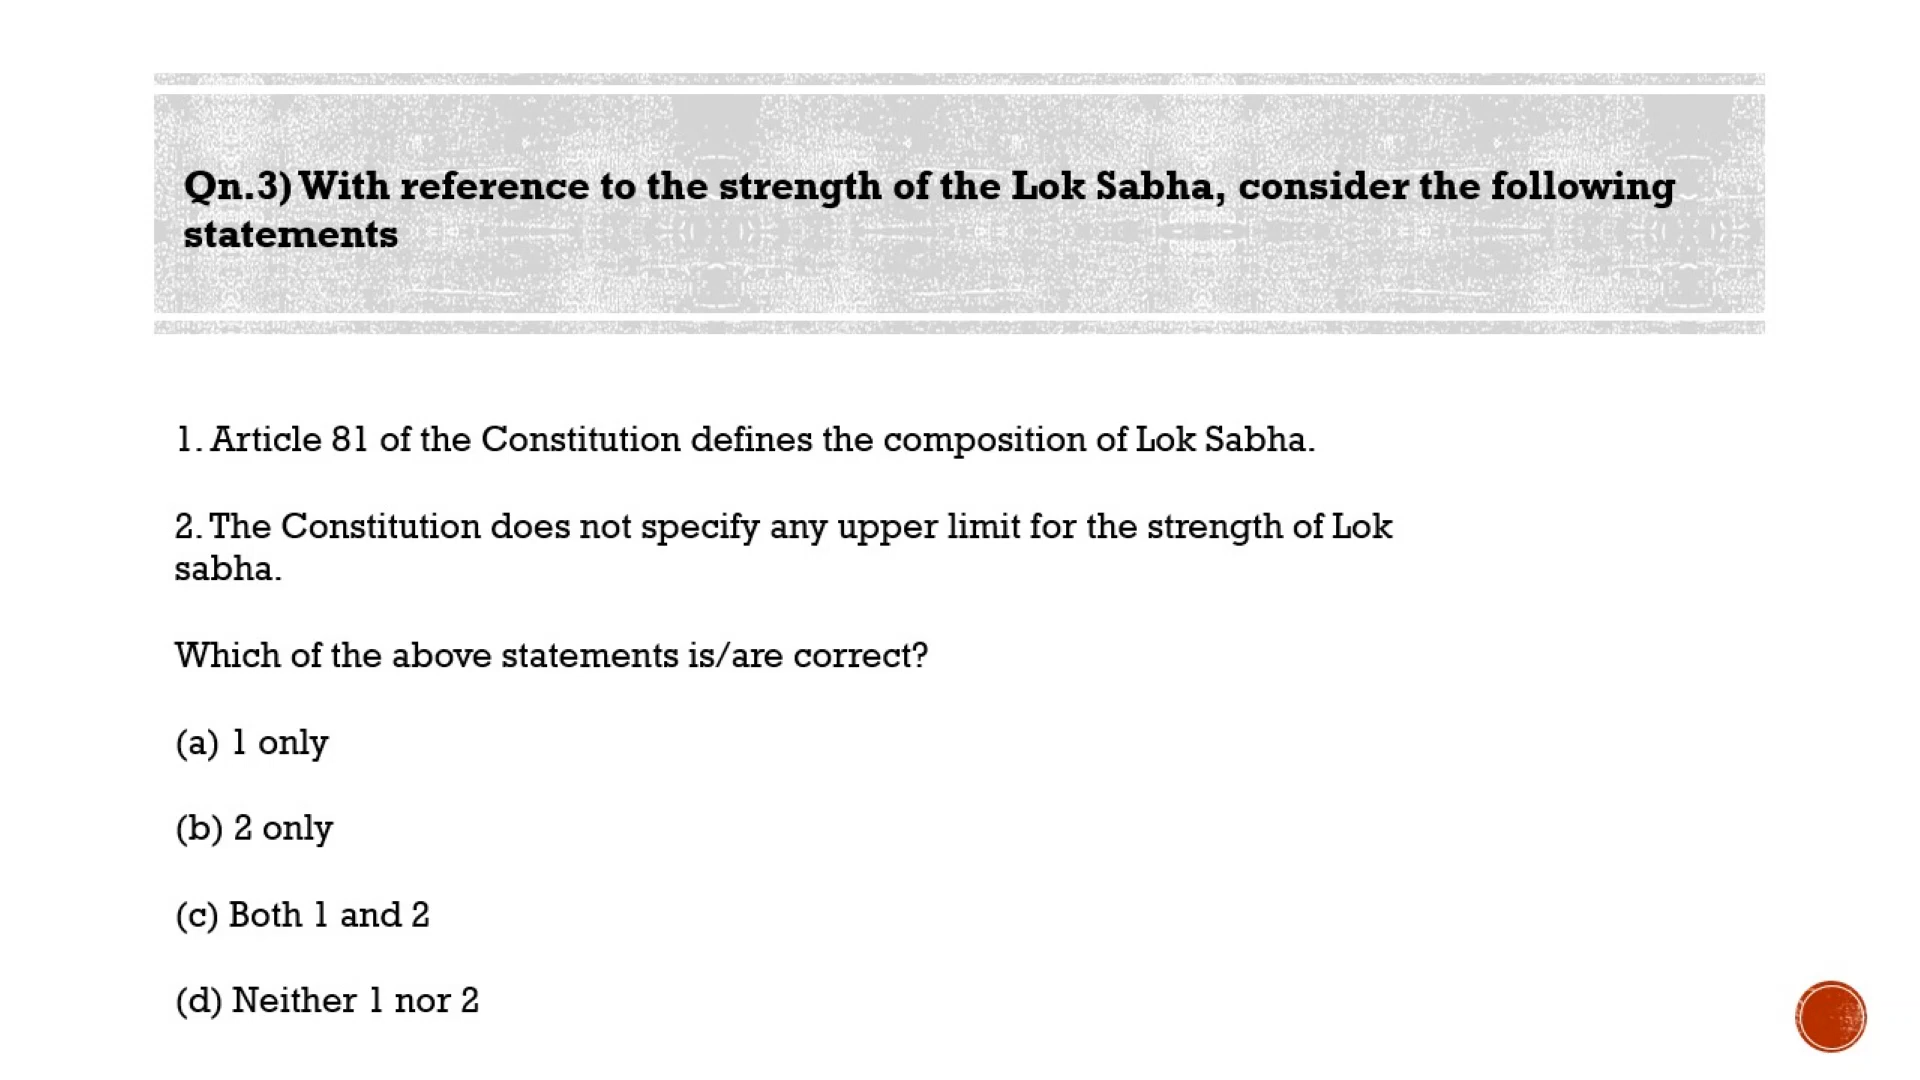 Qn.3) With reference to the strength of the Lok Sabha, consider the following
statements
1. Article 81 of the Constitution defines the composition of Lok Sabha.
2. The Constitution does not specify any upper limit for the strength of Lok
sabha.
Which of the above statements is/are correct?
(a) 1 only
(b) 2 only
(c) Both 1 and 2
(d) Neither 1 nor 2